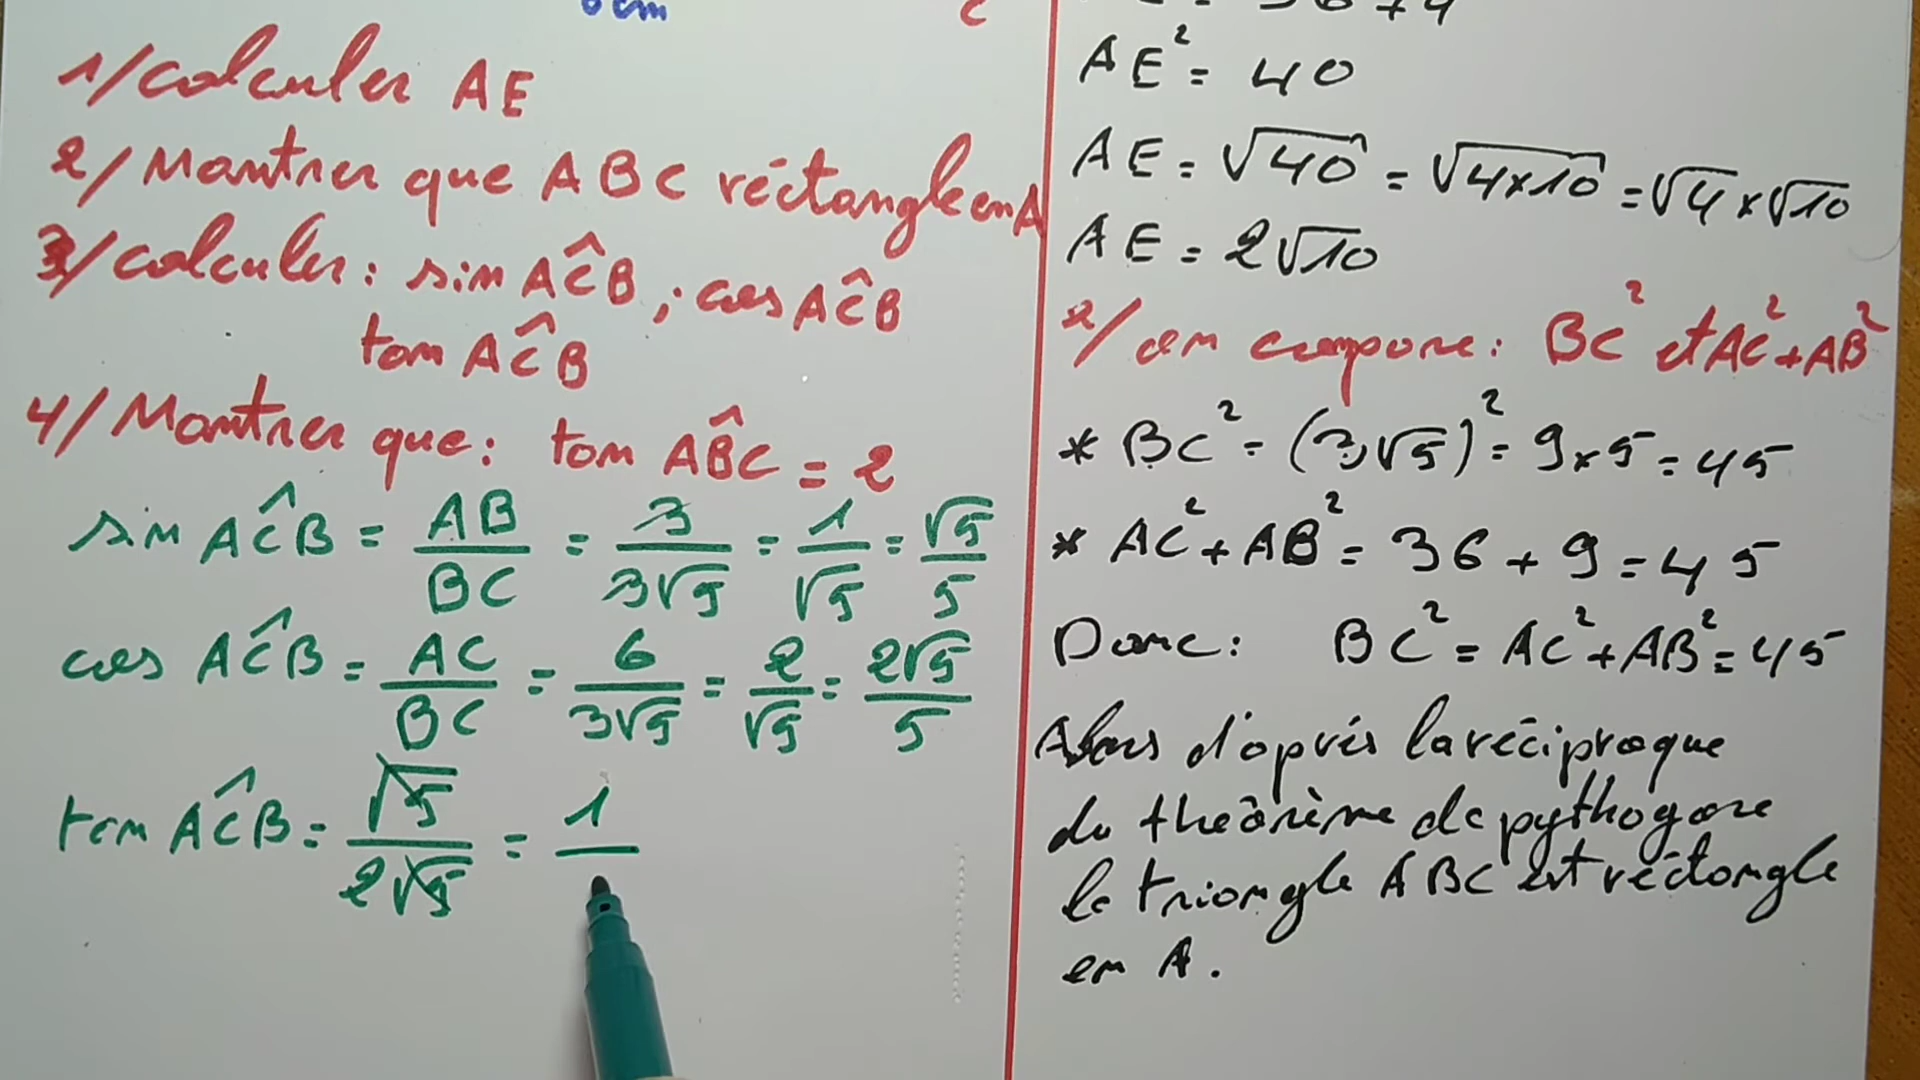 6 cm
C
1/ calculer AE
2/ Montrer que ABC réctangle en A
3/ calculer : sin AĈB ; cos AĈB
tan AĈB
4/ Montrer que : tan AB̂C = 2
sin AĈB = AB/BC = 3/3√5 = 1/√5 = √5/5
cos AĈB = AC/BC = 6/3√5 = 2/√5 = 2√5/5
tan AĈB = √5/2√5 = 1/
= 36 + 4
AE² = 40
AE = √40 = √4×10 = √4 × √10
AE = 2√10
2/ on compare : BC² et AC² + AB²
* BC² = (3√5)² = 9×5 = 45
* AC² + AB² = 36 + 9 = 45
Donc : BC² = AC² + AB² = 45
Alors d'aprés la réciproque
du théorème de pythagore
le triangle ABC est réctangle
en A.